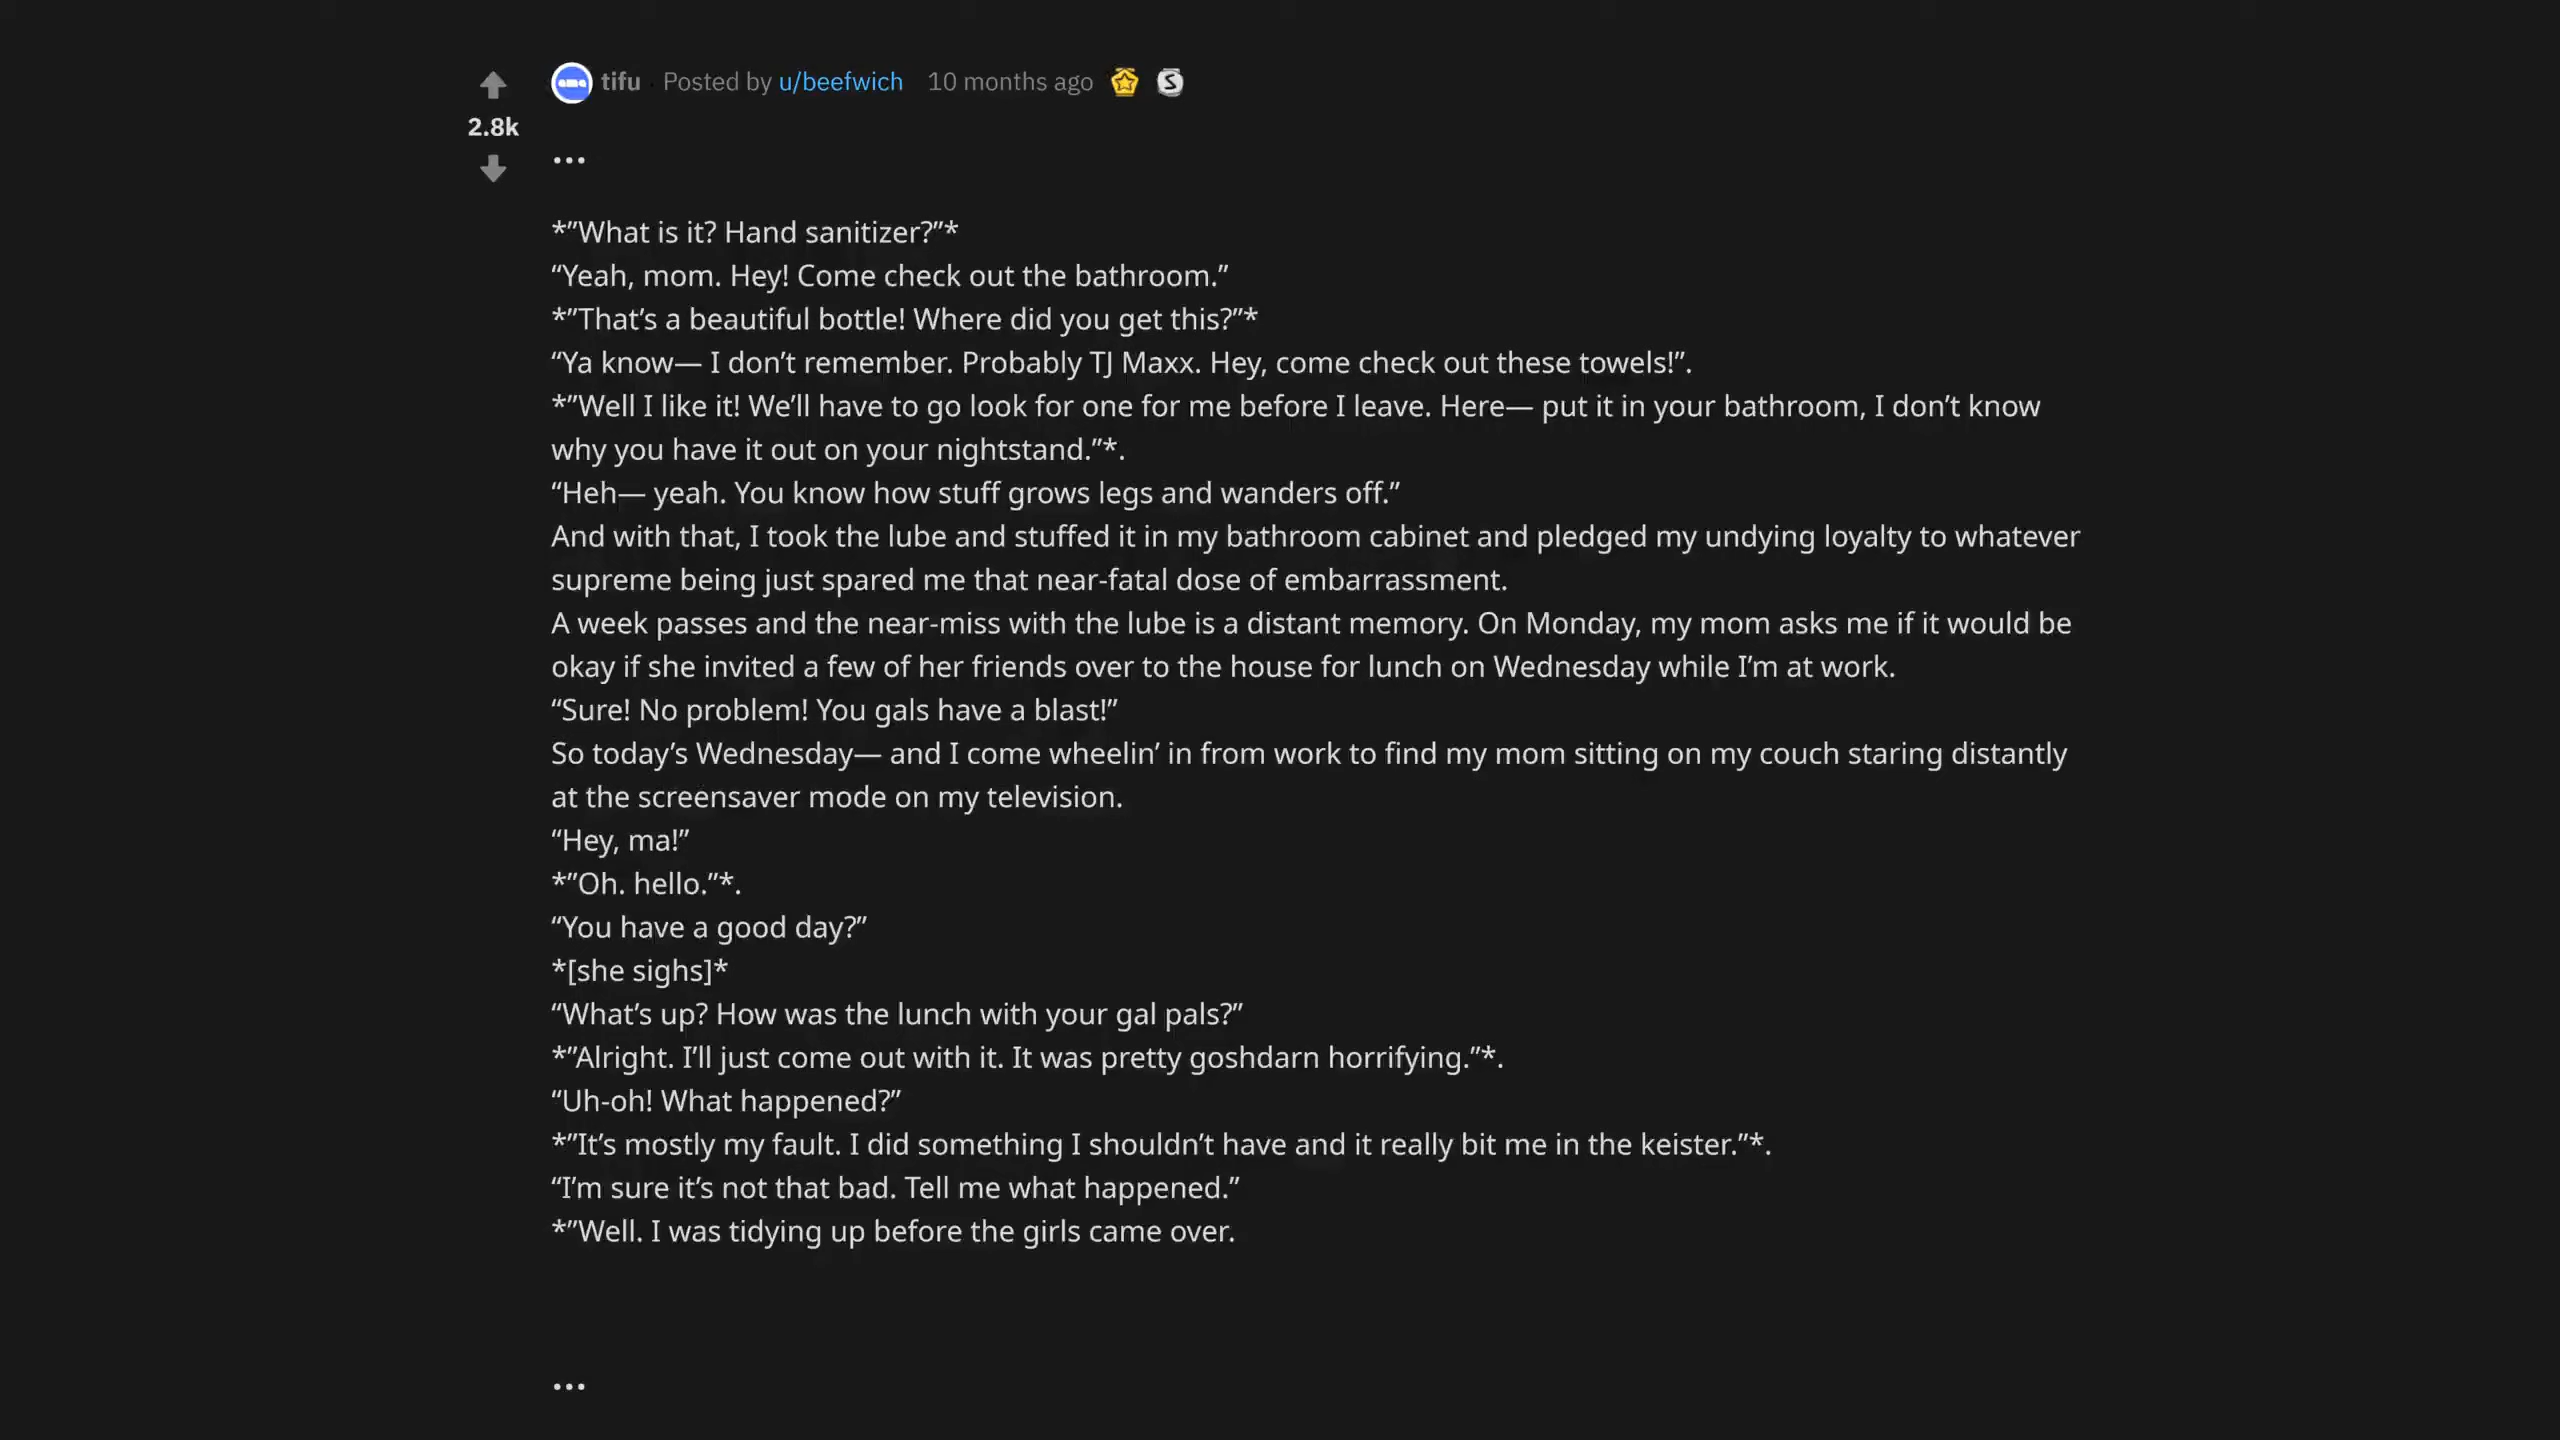 tifu · Posted by u/beefwich 10 months ago
2.8k
...
*”What is it? Hand sanitizer?”*
“Yeah, mom. Hey! Come check out the bathroom.”
*”That’s a beautiful bottle! Where did you get this?”*
“Ya know— I don’t remember. Probably TJ Maxx. Hey, come check out these towels!”.
*”Well I like it! We’ll have to go look for one for me before I leave. Here— put it in your bathroom, I don’t know
why you have it out on your nightstand.”*.
“Heh— yeah. You know how stuff grows legs and wanders off.”
And with that, I took the lube and stuffed it in my bathroom cabinet and pledged my undying loyalty to whatever
supreme being just spared me that near-fatal dose of embarrassment.
A week passes and the near-miss with the lube is a distant memory. On Monday, my mom asks me if it would be
okay if she invited a few of her friends over to the house for lunch on Wednesday while I’m at work.
“Sure! No problem! You gals have a blast!”
So today’s Wednesday— and I come wheelin’ in from work to find my mom sitting on my couch staring distantly
at the screensaver mode on my television.
“Hey, ma!”
*”Oh. hello.”*.
“You have a good day?”
*[she sighs]*
“What’s up? How was the lunch with your gal pals?”
*”Alright. I’ll just come out with it. It was pretty goshdarn horrifying.”*.
“Uh-oh! What happened?”
*”It’s mostly my fault. I did something I shouldn’t have and it really bit me in the keister.”*.
“I’m sure it’s not that bad. Tell me what happened.”
*”Well. I was tidying up before the girls came over.
...